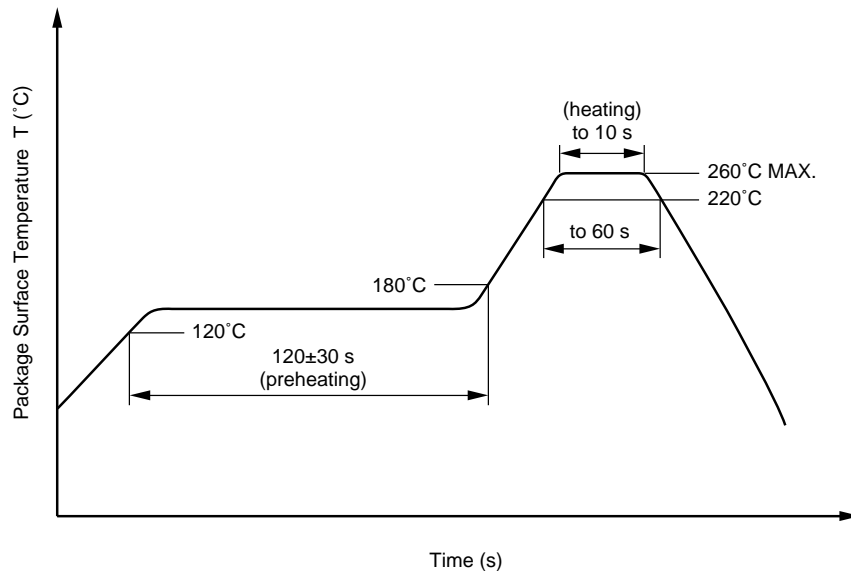 Package Surface Temperature T (˚C)
(heating)
to 10 s
260˚C MAX.
220˚C
to 60 s
180˚C
120˚C
120±30 s
(preheating)
Time (s)